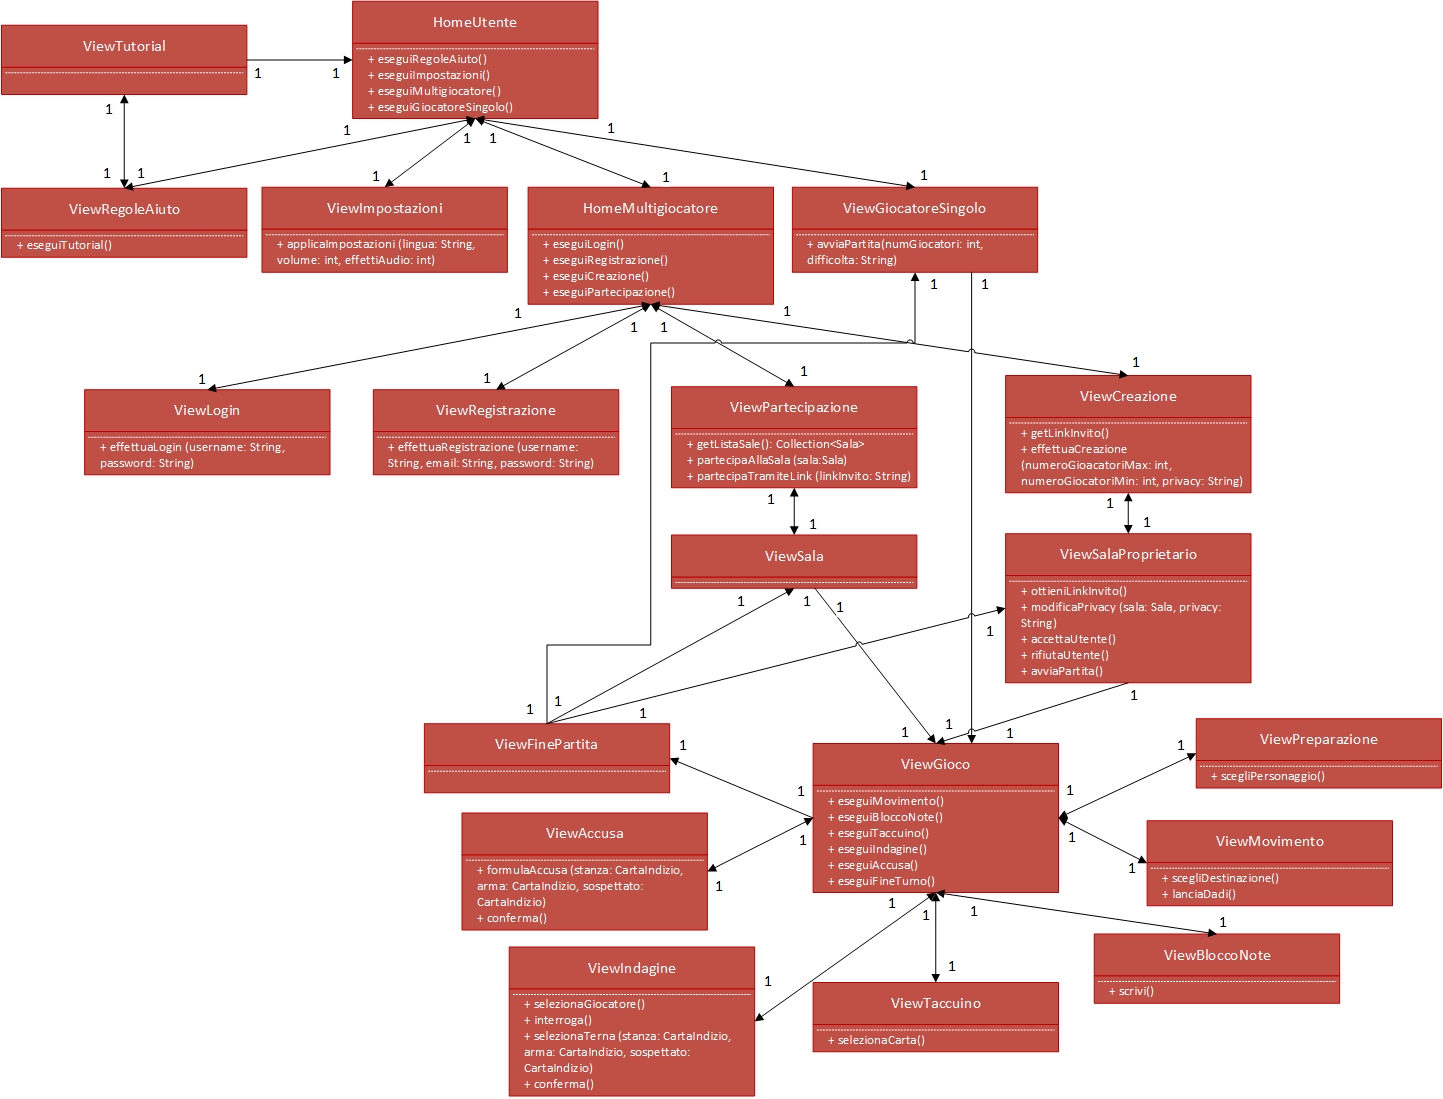 HomeUtente
+ eseguiRegoleAiuto()
+ eseguiImpostazioni()
+ eseguiMultigiocatore()
+ eseguiGiocatoreSingolo()
ViewTutorial
1
1
1
1
1
1
1
1
1
1
1
1
ViewRegoleAiuto
+ eseguiTutorial()
ViewImpostazioni
+ applicaImpostazioni (lingua: String,
volume: int, effettiAudio: int)
HomeMultigiocatore
+ eseguiLogin()
+ eseguiRegistrazione()
+ eseguiCreazione()
+ eseguiPartecipazione()
ViewGiocatoreSingolo
+ avviaPartita(numGiocatori: int,
difficolta: String)
1
1
1
1
1
1
1
1
1
1
ViewLogin
+ effettuaLogin (username: String,
password: String)
ViewRegistrazione
+ effettuaRegistrazione (username:
String, email: String, password: String)
ViewPartecipazione
+ getListaSale(): Collection<Sala>
+ partecipaAllaSala (sala:Sala)
+ partecipaTramiteLink (linkInvito: String)
ViewCreazione
+ getLinkInvito()
+ effettuaCreazione
(numeroGioacatoriMax: int,
numeroGiocatoriMin: int, privacy: String)
1
1
1
1
ViewSala
ViewSalaProprietario
+ ottieniLinkInvito()
+ modificaPrivacy (sala: Sala, privacy:
String)
+ accettaUtente()
+ rifiutaUtente()
+ avviaPartita()
1
1
1
1
1
1
1
1
1
1
1
ViewFinePartita
1
1
ViewGioco
+ eseguiMovimento()
+ eseguiBloccoNote()
+ eseguiTaccuino()
+ eseguiIndagine()
+ eseguiAccusa()
+ eseguiFineTurno()
1
1
ViewPreparazione
+ scegliPersonaggio()
ViewAccusa
+ formulaAccusa (stanza: CartaIndizio,
arma: CartaIndizio, sospettato:
CartaIndizio)
+ conferma()
1
1
1
1
ViewMovimento
+ scegliDestinazione()
+ lanciaDadi()
1
1
1
1
1
1
ViewIndagine
+ selezionaGiocatore()
+ interroga()
+ selezionaTerna (stanza: CartaIndizio,
arma: CartaIndizio, sospettato:
CartaIndizio)
+ conferma()
ViewTaccuino
+ selezionaCarta()
ViewBloccoNote
+ scrivi()